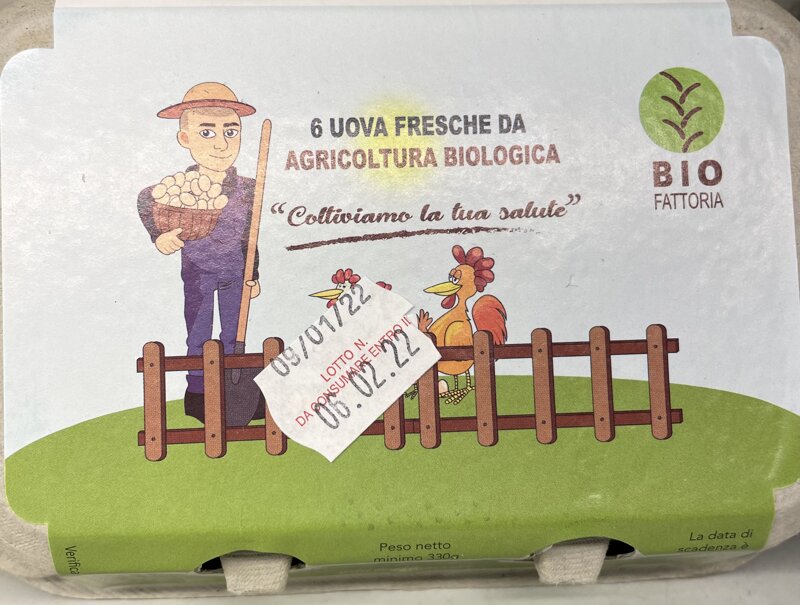 6 UOVA FRESCHE DA
AGRICOLTURA BIOLOGICA
"Coltiviamo la tua salute"
BIO
FATTORIA
09/01/22
LOTTO N.
DA CONSUMARE ENTRO IL
06.02.22
Peso netto
minimo 330g
La data di
scadenza è
Verifica